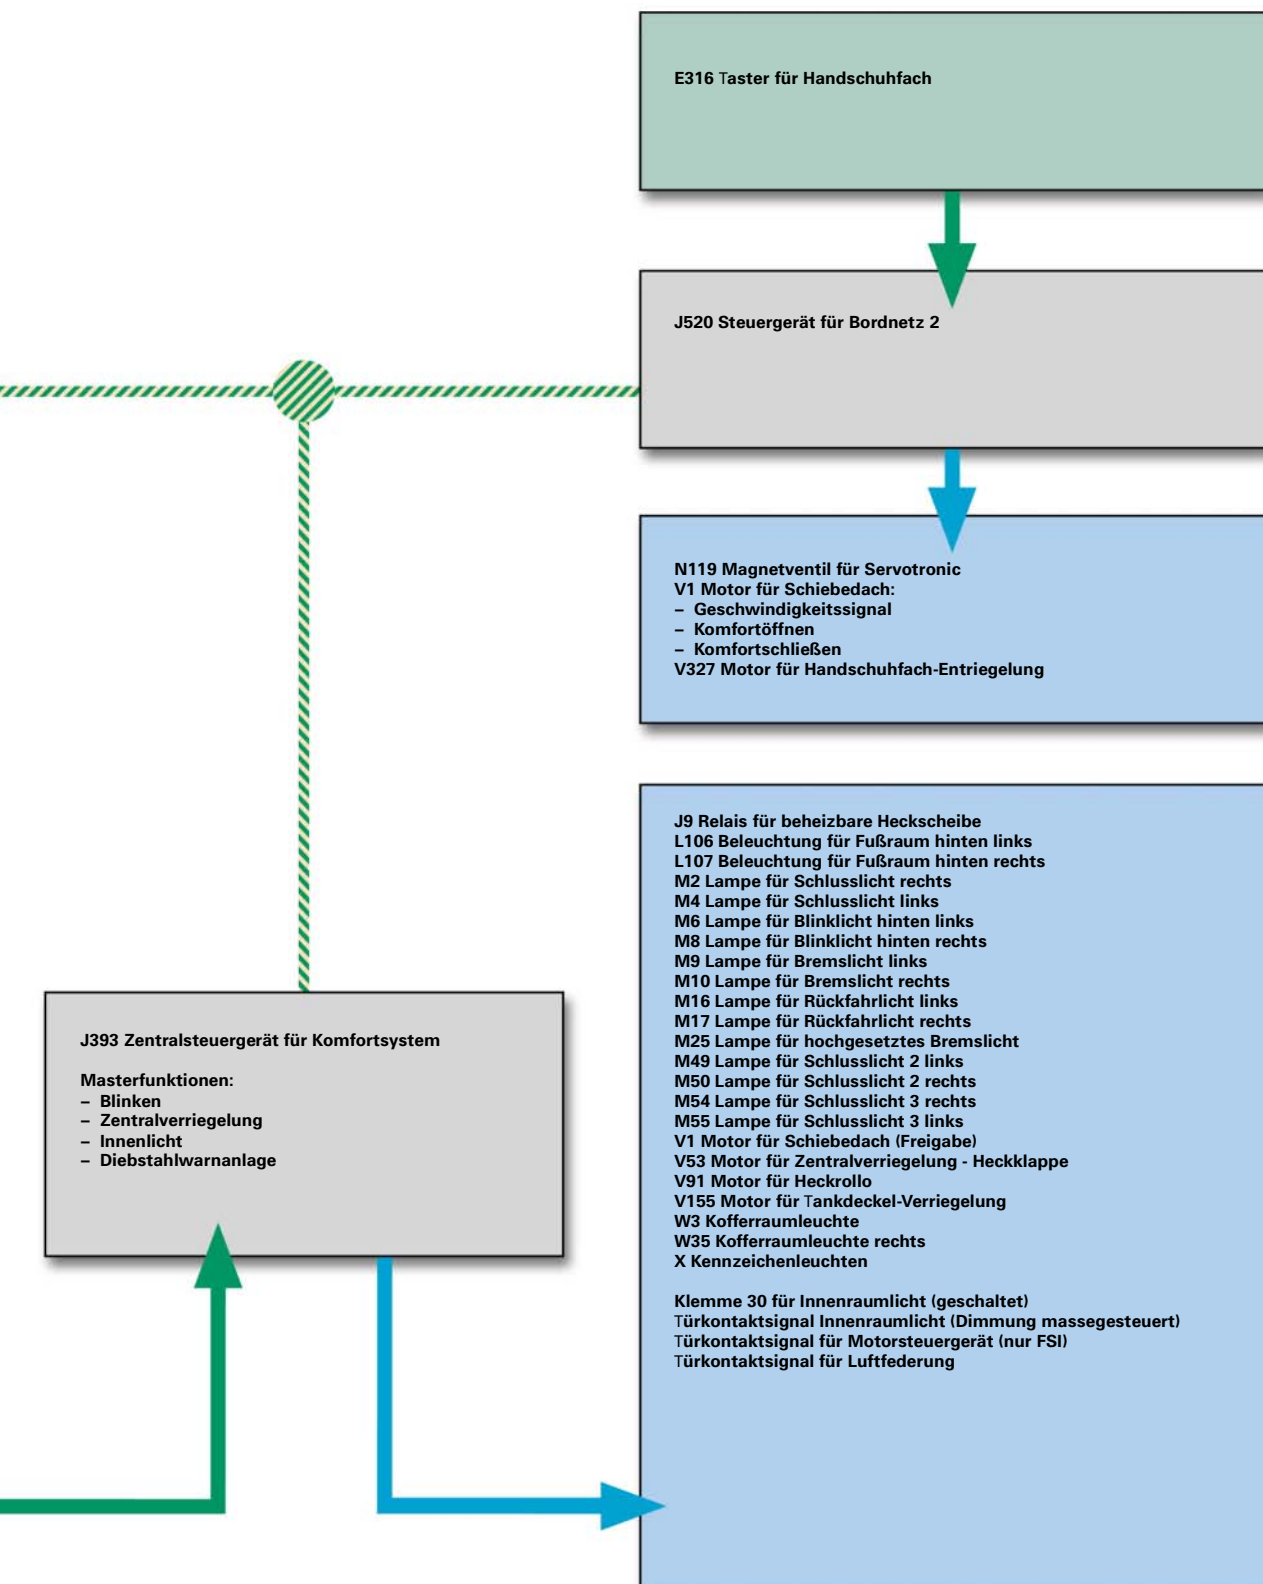 E316 Taster für Handschuhfach
J520 Steuergerät für Bordnetz 2
N119 Magnetventil für Servotronic
V1 Motor für Schiebedach:
– Geschwindigkeitssignal
– Komfortöffnen
– Komfortschließen
V327 Motor für Handschuhfach-Entriegelung
J393 Zentralsteuergerät für Komfortsystem
Masterfunktionen:
– Blinken
– Zentralverriegelung
– Innenlicht
– Diebstahlwarnanlage
J9 Relais für beheizbare Heckscheibe
L106 Beleuchtung für Fußraum hinten links
L107 Beleuchtung für Fußraum hinten rechts
M2 Lampe für Schlusslicht rechts
M4 Lampe für Schlusslicht links
M6 Lampe für Blinklicht hinten links
M8 Lampe für Blinklicht hinten rechts
M9 Lampe für Bremslicht links
M10 Lampe für Bremslicht rechts
M16 Lampe für Rückfahrlicht links
M17 Lampe für Rückfahrlicht rechts
M25 Lampe für hochgesetztes Bremslicht
M49 Lampe für Schlusslicht 2 links
M50 Lampe für Schlusslicht 2 rechts
M54 Lampe für Schlusslicht 3 rechts
M55 Lampe für Schlusslicht 3 links
V1 Motor für Schiebedach (Freigabe)
V53 Motor für Zentralverriegelung - Heckklappe
V91 Motor für Heckrollo
V155 Motor für Tankdeckel-Verriegelung
W3 Kofferraumleuchte
W35 Kofferraumleuchte rechts
X Kennzeichenleuchten
Klemme 30 für Innenraumlicht (geschaltet)
Türkontaktsignal Innenraumlicht (Dimmung massegesteuert)
Türkontaktsignal für Motorsteuergerät (nur FSI)
Türkontaktsignal für Luftfederung